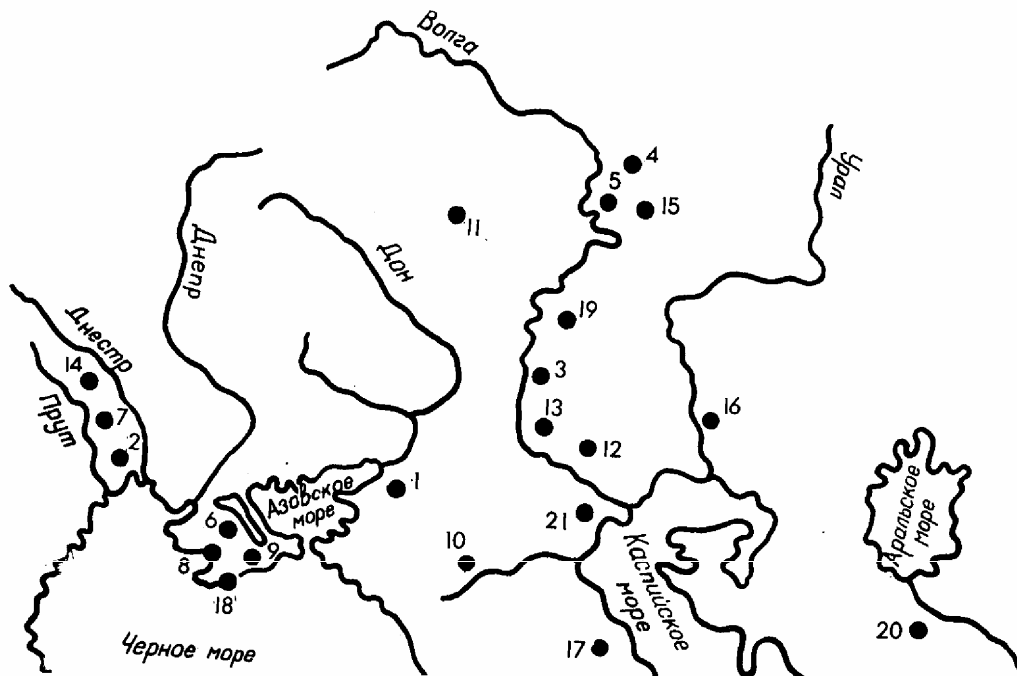 Волга
4
5
15
Урал
11
Днепр
Дон
19
Днестр
14
3
Прут
7
13
16
2
12
Азовское
море
1
Аральское
море
6
21
8
9
10
Каспийское
море
18
Черное море
17
20